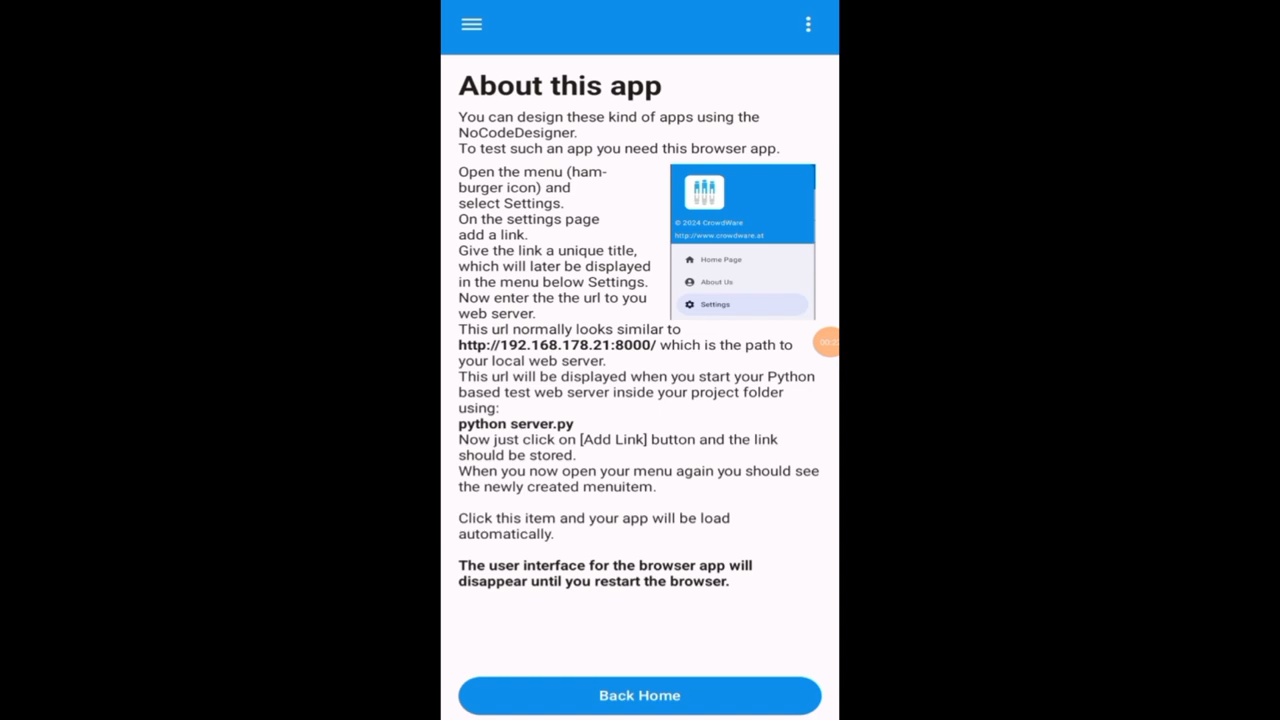 About this app
You can design these kind of apps using the
NoCodeDesigner.
To test such an app you need this browser app.
Open the menu (ham-
burger icon) and
select Settings.
On the settings page
add a link.
Give the link a unique title,
which will later be displayed
in the menu below Settings.
Now enter the the url to you
web server.
© 2024 CrowdWare
http://www.crowdware.at
Home Page
About Us
Settings
This url normally looks similar to
http://192.168.178.21:8000/ which is the path to
your local web server.
This url will be displayed when you start your Python
based test web server inside your project folder
using:
python server.py
Now just click on [Add Link] button and the link
should be stored.
When you now open your menu again you should see
the newly created menuitem.
Click this item and your app will be load
automatically.
The user interface for the browser app will
disappear until you restart the browser.
Back Home